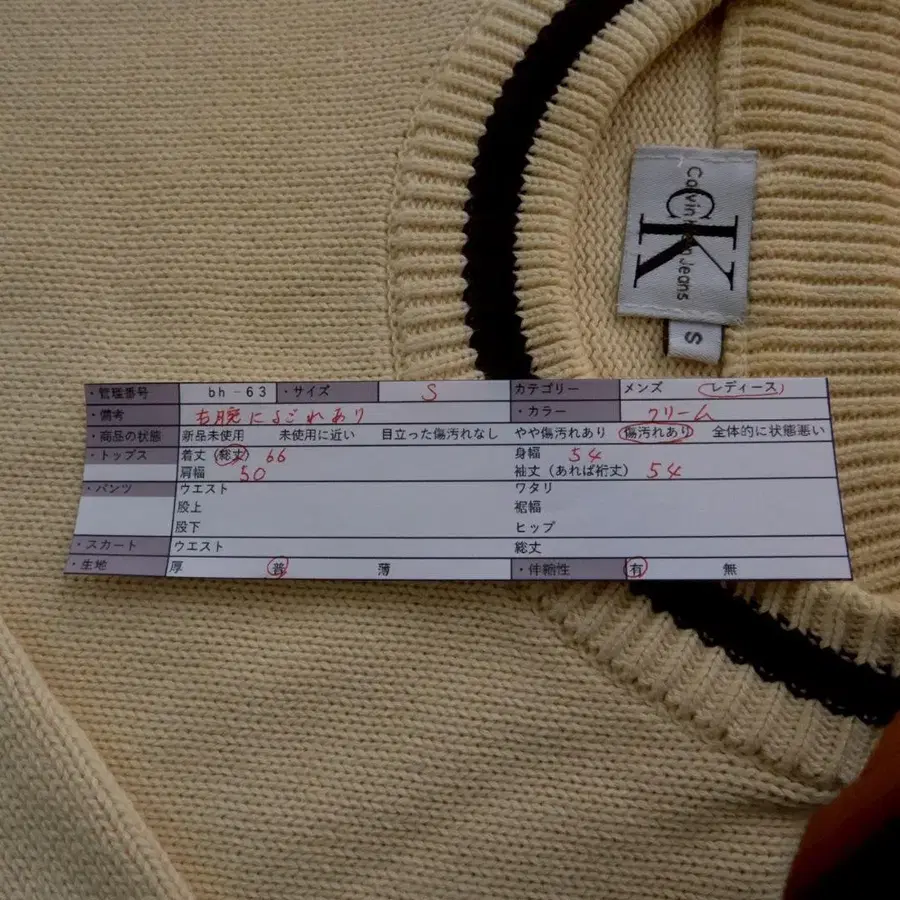 Calvin Klein Jeans
CK
S
・管理番号 bh-63 ・サイズ S カテゴリー メンズ レディース
・備考 右腕によごれあり ・カラー クリーム
・商品の状態 新品未使用 未使用に近い 目立った傷汚れなし やや傷汚れあり 傷汚れあり 全体的に状態悪い
・トップス 着丈(総丈) 66 身幅 54
肩幅 50 袖丈(あれば裄丈) 54
・パンツ ウエスト ワタリ
股上 裾幅
股下 ヒップ
・スカート ウエスト 総丈
・生地 厚 普 薄 ・伸縮性 有 無